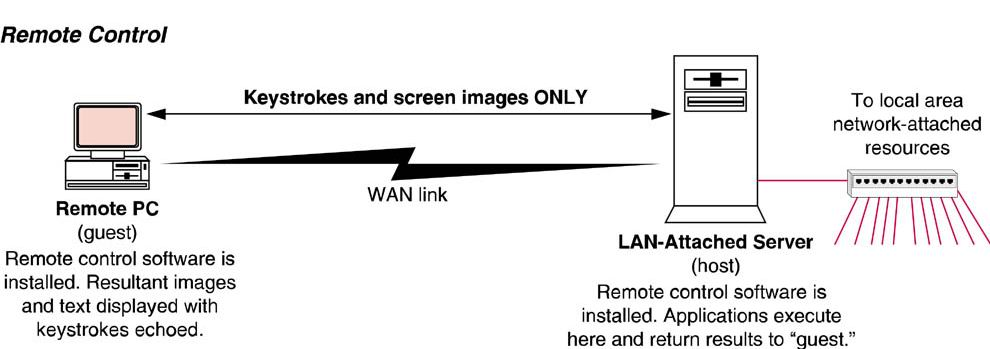 Remote Control
Keystrokes and screen images ONLY
WAN link
Remote PC
(guest)
Remote control software is
installed. Resultant images
and text displayed with
keystrokes echoed.
LAN-Attached Server
(host)
Remote control software is
installed. Applications execute
here and return results to “guest.”
To local area
network-attached
resources